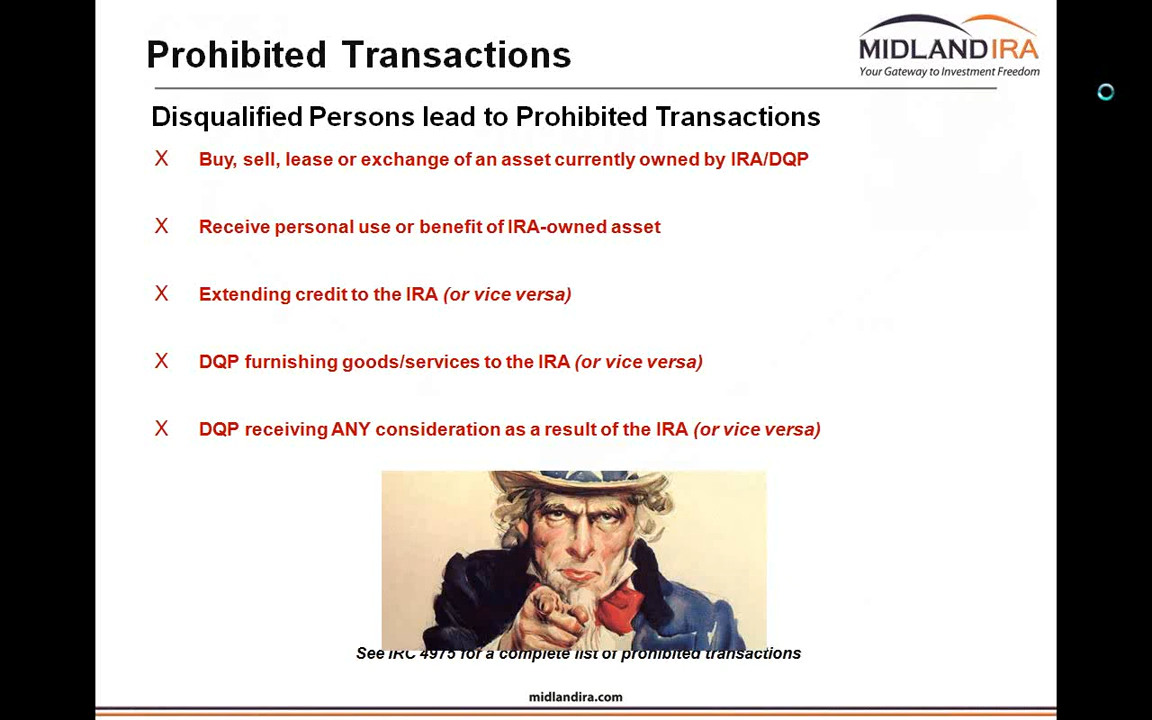 Prohibited Transactions
MIDLANDIRA
Your Gateway to Investment Freedom
Disqualified Persons lead to Prohibited Transactions
X Buy, sell, lease or exchange of an asset currently owned by IRA/DQP
X Receive personal use or benefit of IRA-owned asset
X Extending credit to the IRA (or vice versa)
X DQP furnishing goods/services to the IRA (or vice versa)
X DQP receiving ANY consideration as a result of the IRA (or vice versa)
See IRC 4975 for a complete list of prohibited transactions
midlandira.com